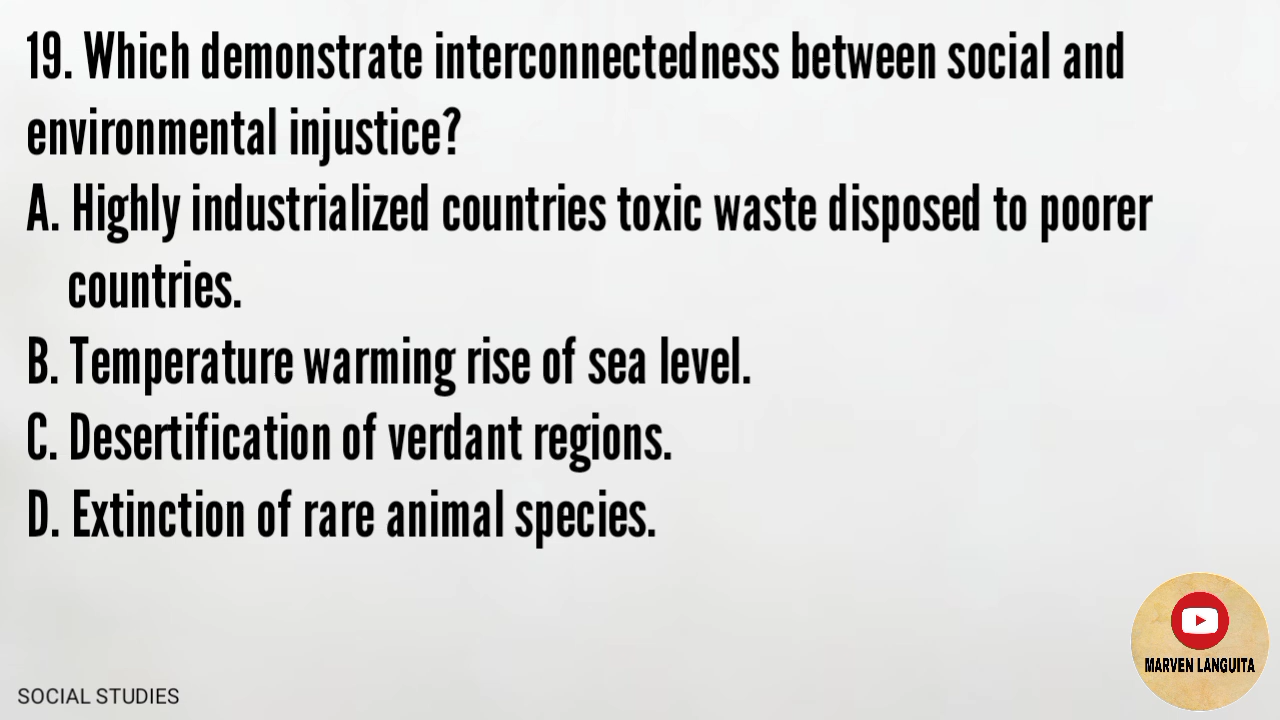 19. Which demonstrate interconnectedness between social and
environmental injustice?
A. Highly industrialized countries toxic waste disposed to poorer
countries.
B. Temperature warming rise of sea level.
C. Desertification of verdant regions.
D. Extinction of rare animal species.
MARVEN LANGUITA
SOCIAL STUDIES